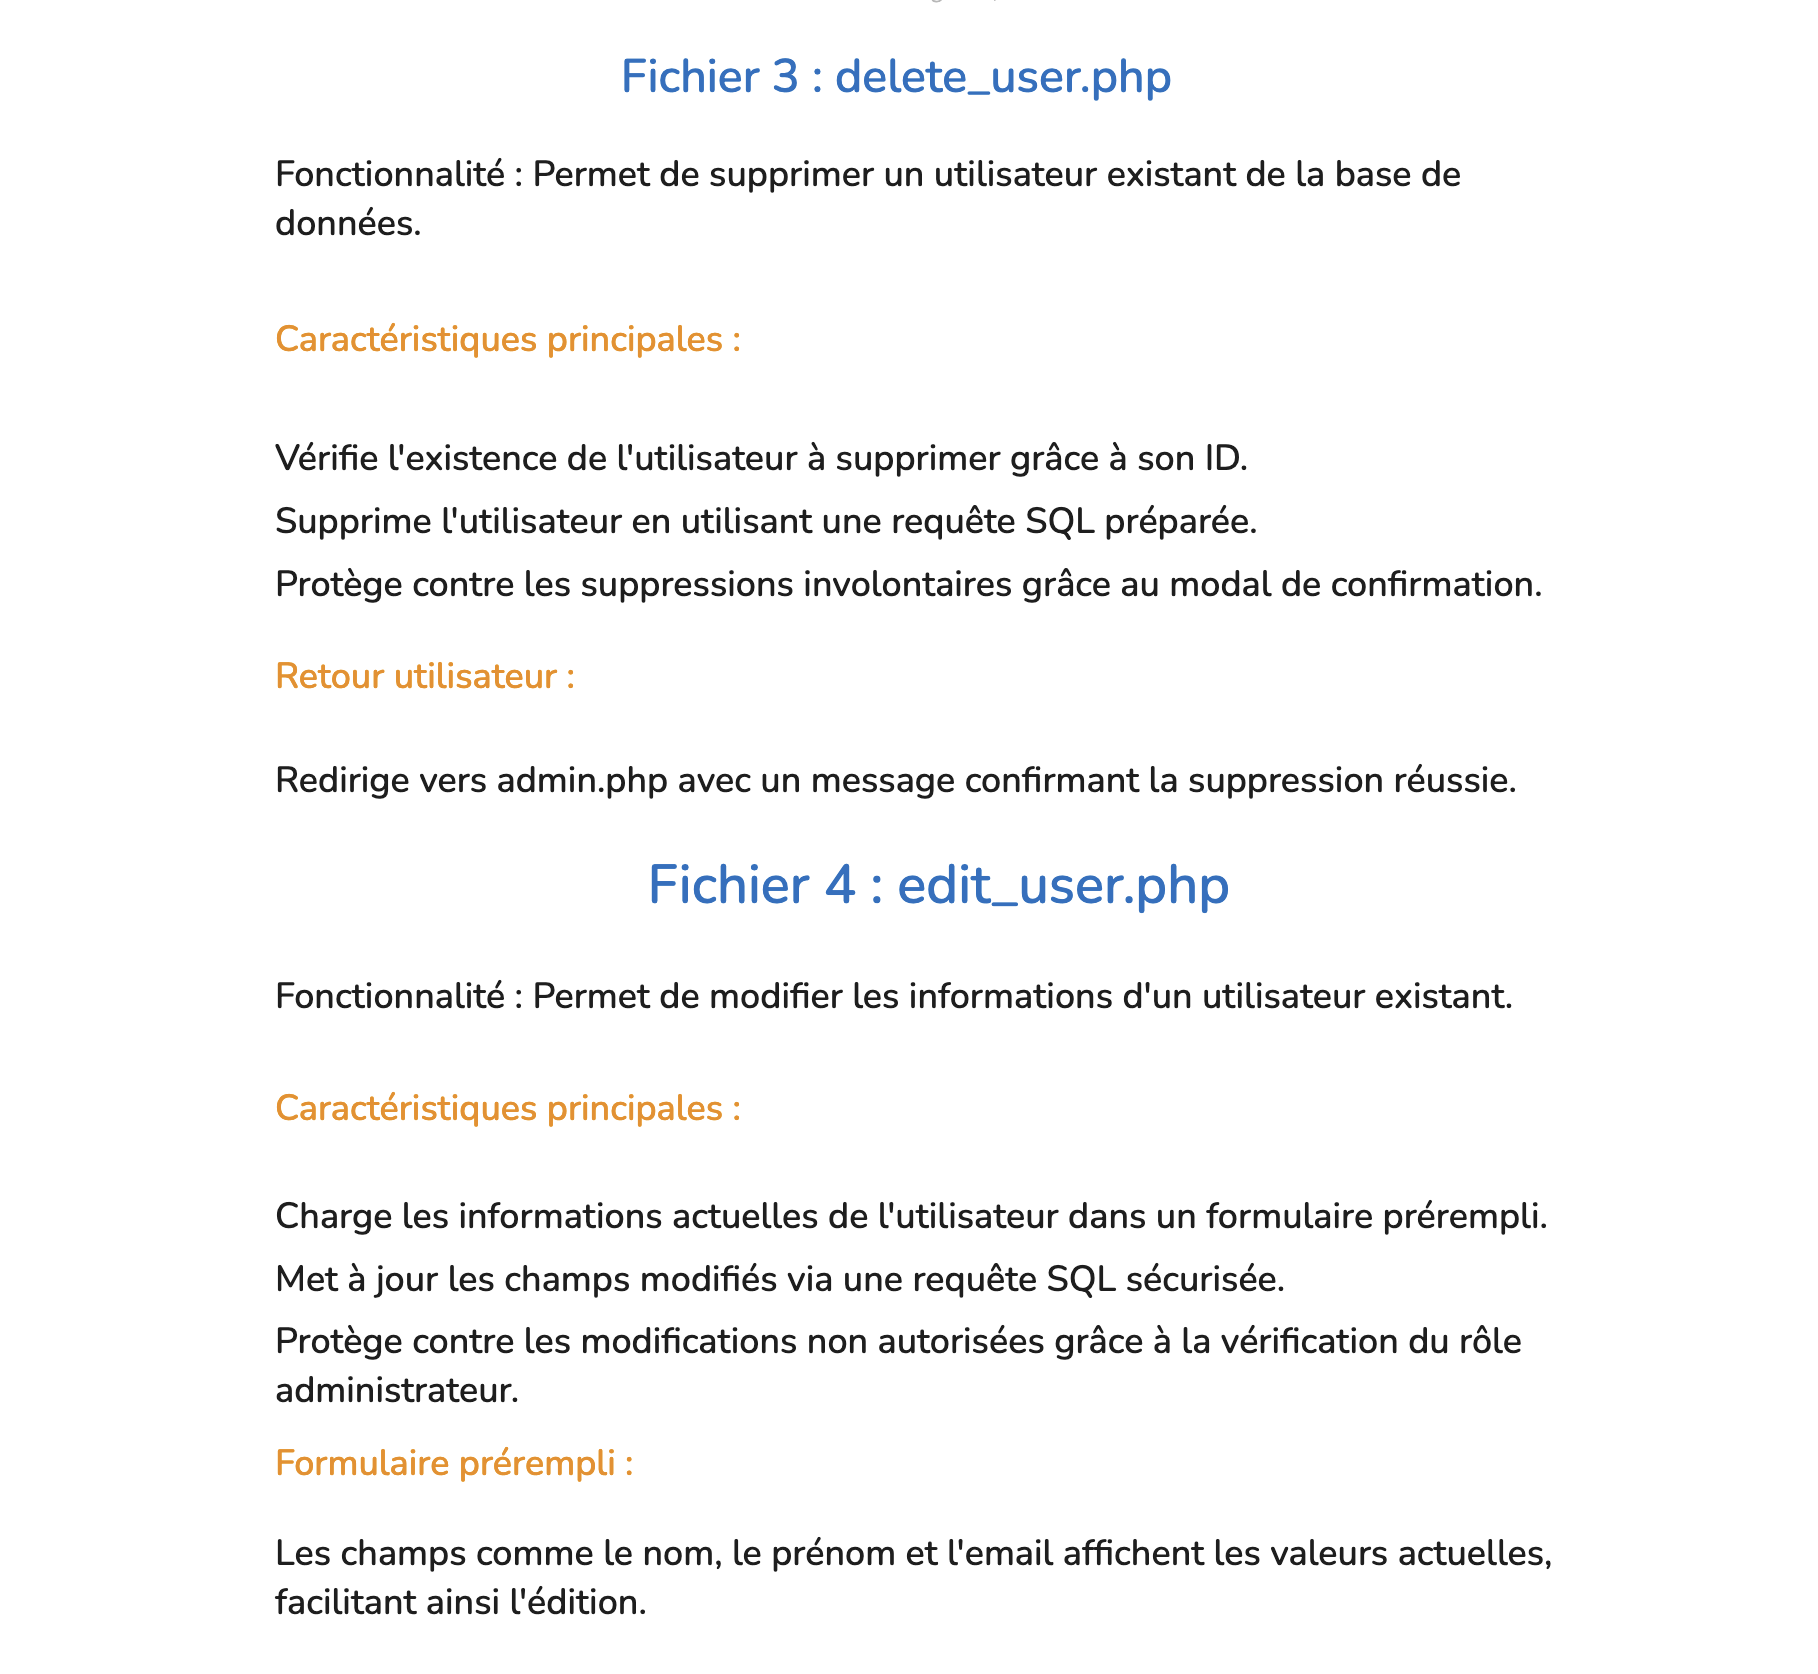 Fichier 3 : delete_user.php
Fonctionnalité : Permet de supprimer un utilisateur existant de la base de
données.
Caractéristiques principales :
Vérifie l'existence de l'utilisateur à supprimer grâce à son ID.
Supprime l'utilisateur en utilisant une requête SQL préparée.
Protège contre les suppressions involontaires grâce au modal de confirmation.
Retour utilisateur :
Redirige vers admin.php avec un message confirmant la suppression réussie.
Fichier 4 : edit_user.php
Fonctionnalité : Permet de modifier les informations d'un utilisateur existant.
Caractéristiques principales :
Charge les informations actuelles de l'utilisateur dans un formulaire prérempli.
Met à jour les champs modifiés via une requête SQL sécurisée.
Protège contre les modifications non autorisées grâce à la vérification du rôle
administrateur.
Formulaire prérempli :
Les champs comme le nom, le prénom et l'email affichent les valeurs actuelles,
facilitant ainsi l'édition.